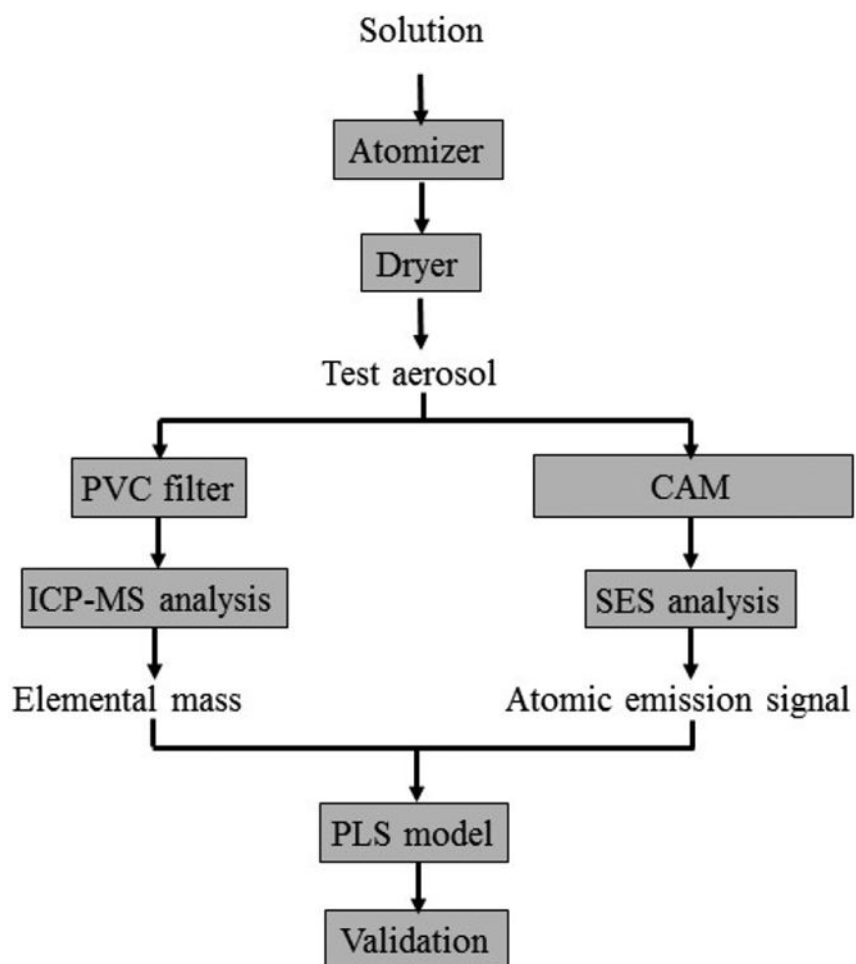 Solution
Atomizer
Dryer
Test aerosol
PVC filter
CAM
ICP-MS analysis
SES analysis
Elemental mass
Atomic emission signal
PLS model
Validation